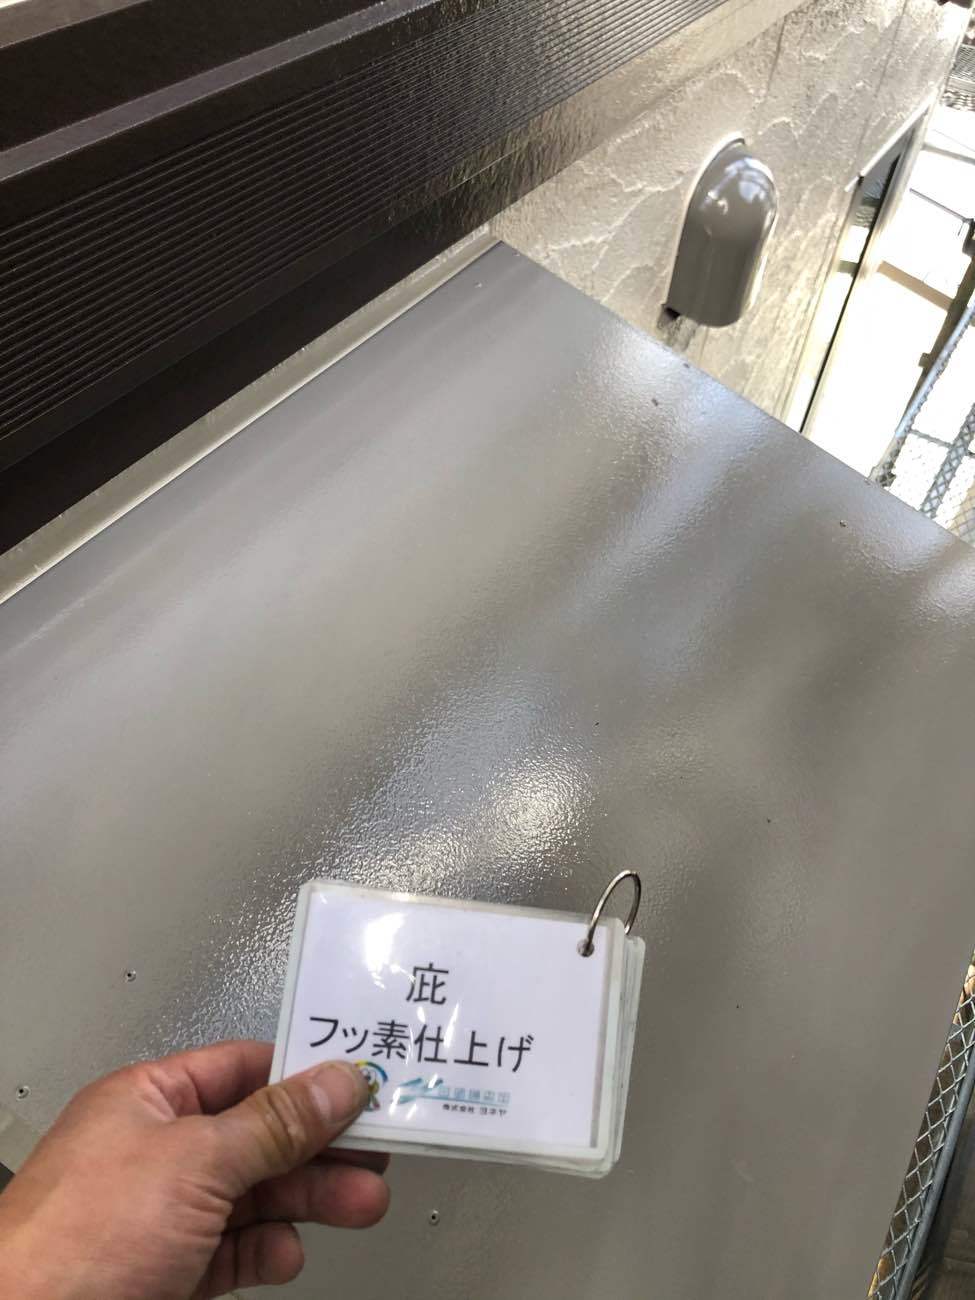 庇
フッ素仕上げ
株式会社 ヨネヤ